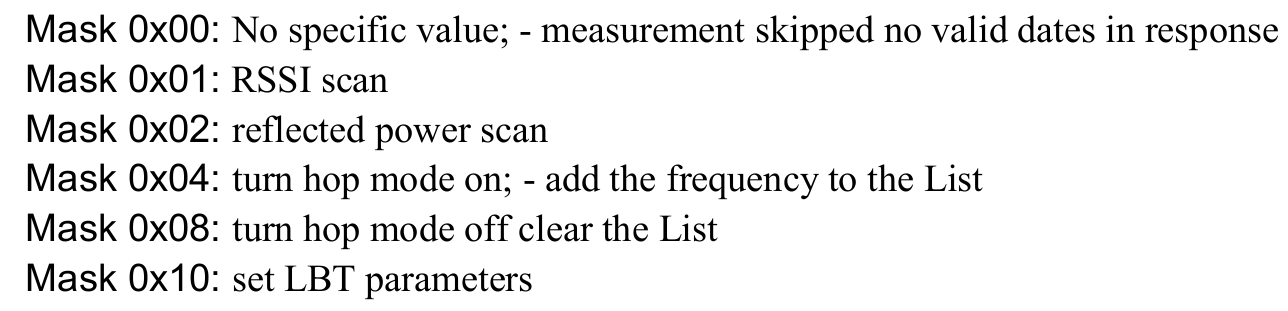 Mask 0x00: No specific value; - measurement skipped no valid dates in response
Mask 0x01: RSSI scan
Mask 0x02: reflected power scan
Mask 0x04: turn hop mode on; - add the frequency to the List
Mask 0x08: turn hop mode off clear the List
Mask 0x10: set LBT parameters